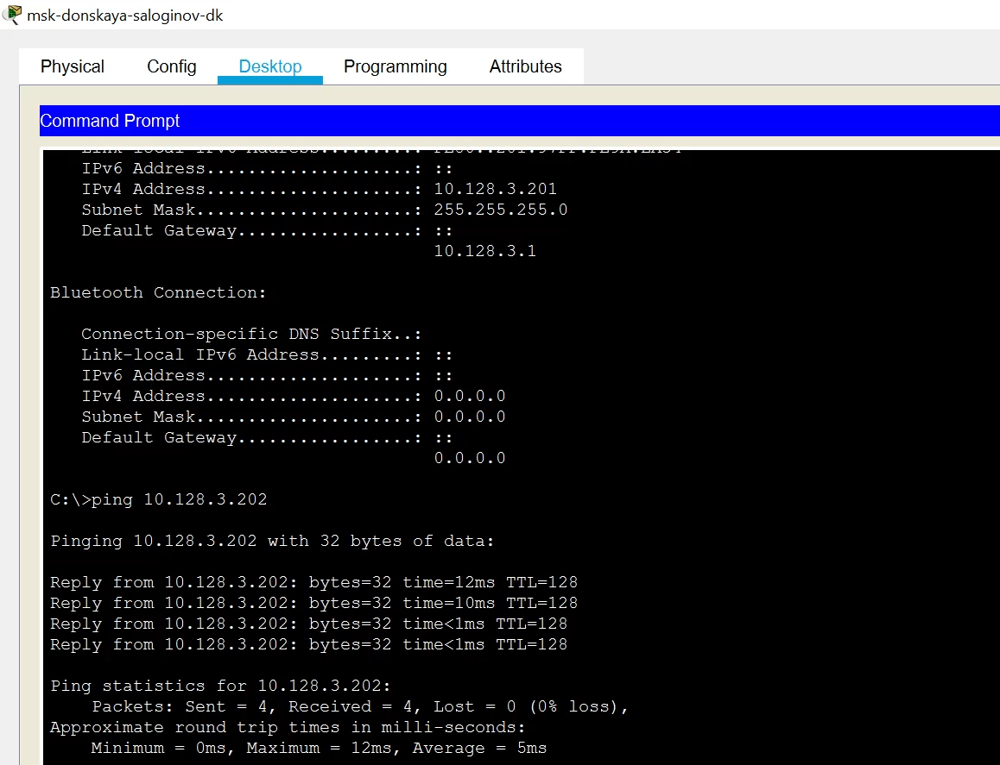 msk-donskaya-saloginov-dk
Physical Config Desktop Programming Attributes
Command Prompt
Link-local IPv6 Address.........:
IPv6 Address....................: ::
IPv4 Address....................: 10.128.3.201
Subnet Mask.....................: 255.255.255.0
Default Gateway.................: ::
10.128.3.1
Bluetooth Connection:
Connection-specific DNS Suffix..:
Link-local IPv6 Address.........: ::
IPv6 Address....................: ::
IPv4 Address....................: 0.0.0.0
Subnet Mask.....................: 0.0.0.0
Default Gateway.................: ::
0.0.0.0
C:\>ping 10.128.3.202
Pinging 10.128.3.202 with 32 bytes of data:
Reply from 10.128.3.202: bytes=32 time=12ms TTL=128
Reply from 10.128.3.202: bytes=32 time=10ms TTL=128
Reply from 10.128.3.202: bytes=32 time<1ms TTL=128
Reply from 10.128.3.202: bytes=32 time<1ms TTL=128
Ping statistics for 10.128.3.202:
Packets: Sent = 4, Received = 4, Lost = 0 (0% loss),
Approximate round trip times in milli-seconds:
Minimum = 0ms, Maximum = 12ms, Average = 5ms